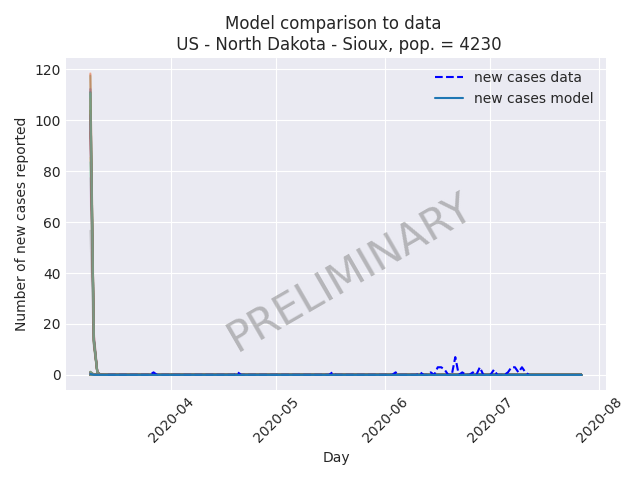 Model comparison to data
US - North Dakota - Sioux, pop. = 4230
new cases data
new cases model
Number of new cases reported
120
100
80
60
40
20
0
PRELIMINARY
2020-04
2020-05
2020-06
2020-07
2020-08
Day